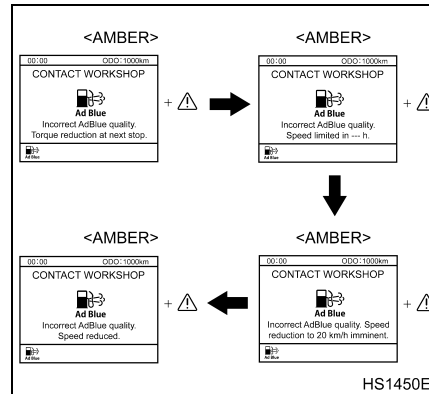 <AMBER>
00:00 ODO:1000km
CONTACT WORKSHOP
Ad Blue
Incorrect AdBlue quality.
Torque reduction at next stop.
Ad Blue
+
<AMBER>
00:00 ODO:1000km
CONTACT WORKSHOP
Ad Blue
Incorrect AdBlue quality.
Speed limited in --- h.
Ad Blue
+
<AMBER>
00:00 ODO:1000km
CONTACT WORKSHOP
Ad Blue
Incorrect AdBlue quality. Speed
reduction to 20 km/h imminent.
Ad Blue
+
<AMBER>
00:00 ODO:1000km
CONTACT WORKSHOP
Ad Blue
Incorrect AdBlue quality.
Speed reduced.
Ad Blue
+
HS1450E